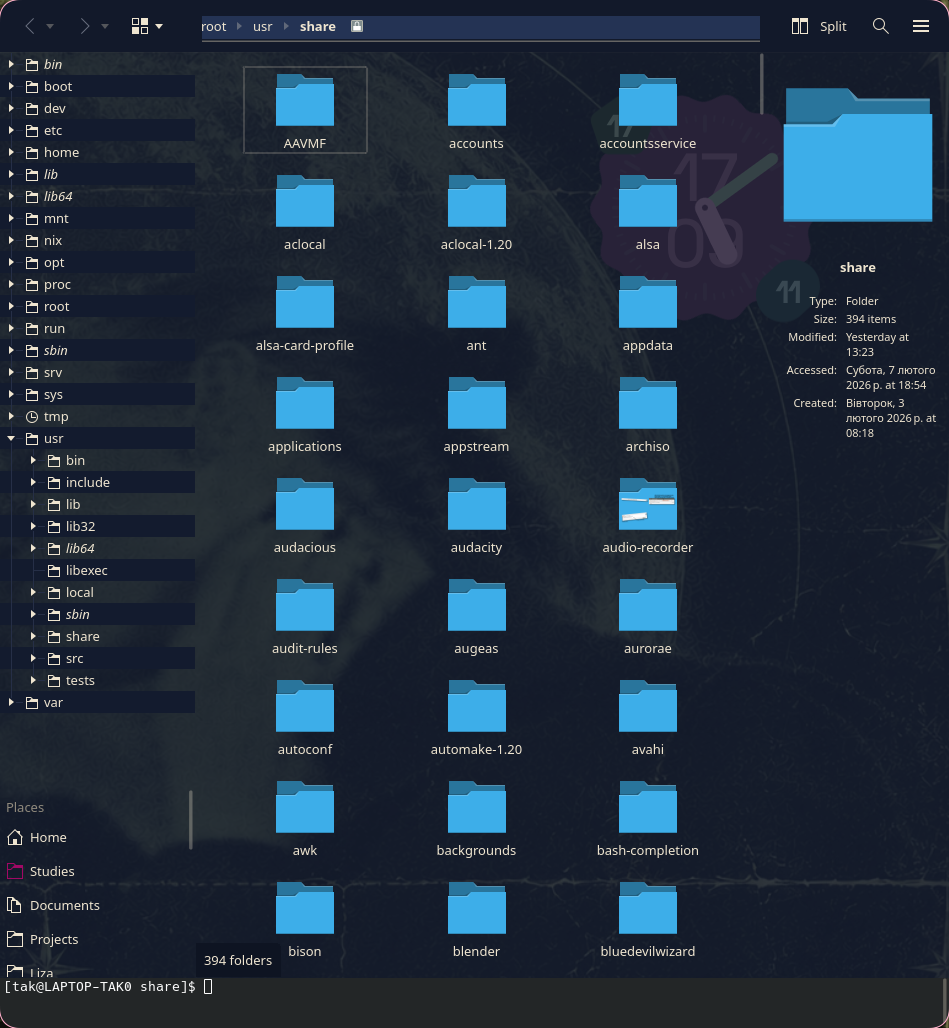 root usr share Split
bin
boot
dev
etc
home
lib
lib64
mnt
nix
opt
proc
root
run
sbin
srv
sys
tmp
usr
bin
include
lib
lib32
lib64
libexec
local
sbin
share
src
tests
var
Places
Home
Studies
Documents
Projects
Liza
AAVMF accounts accountsservice
aclocal aclocal-1.20 alsa
alsa-card-profile ant appdata
applications appstream archiso
audacious audacity audio-recorder
audit-rules augeas aurorae
autoconf automake-1.20 avahi
awk backgrounds bash-completion
bison blender bluedevilwizard
394 folders
17
17
09
11
share
Type: Folder
Size: 394 items
Modified: Yesterday at
13:23
Accessed: Субота, 7 лютого
2026 р. at 18:54
Created: Вівторок, 3
лютого 2026 р. at
08:18
[tak@LAPTOP-TAK0 share]$